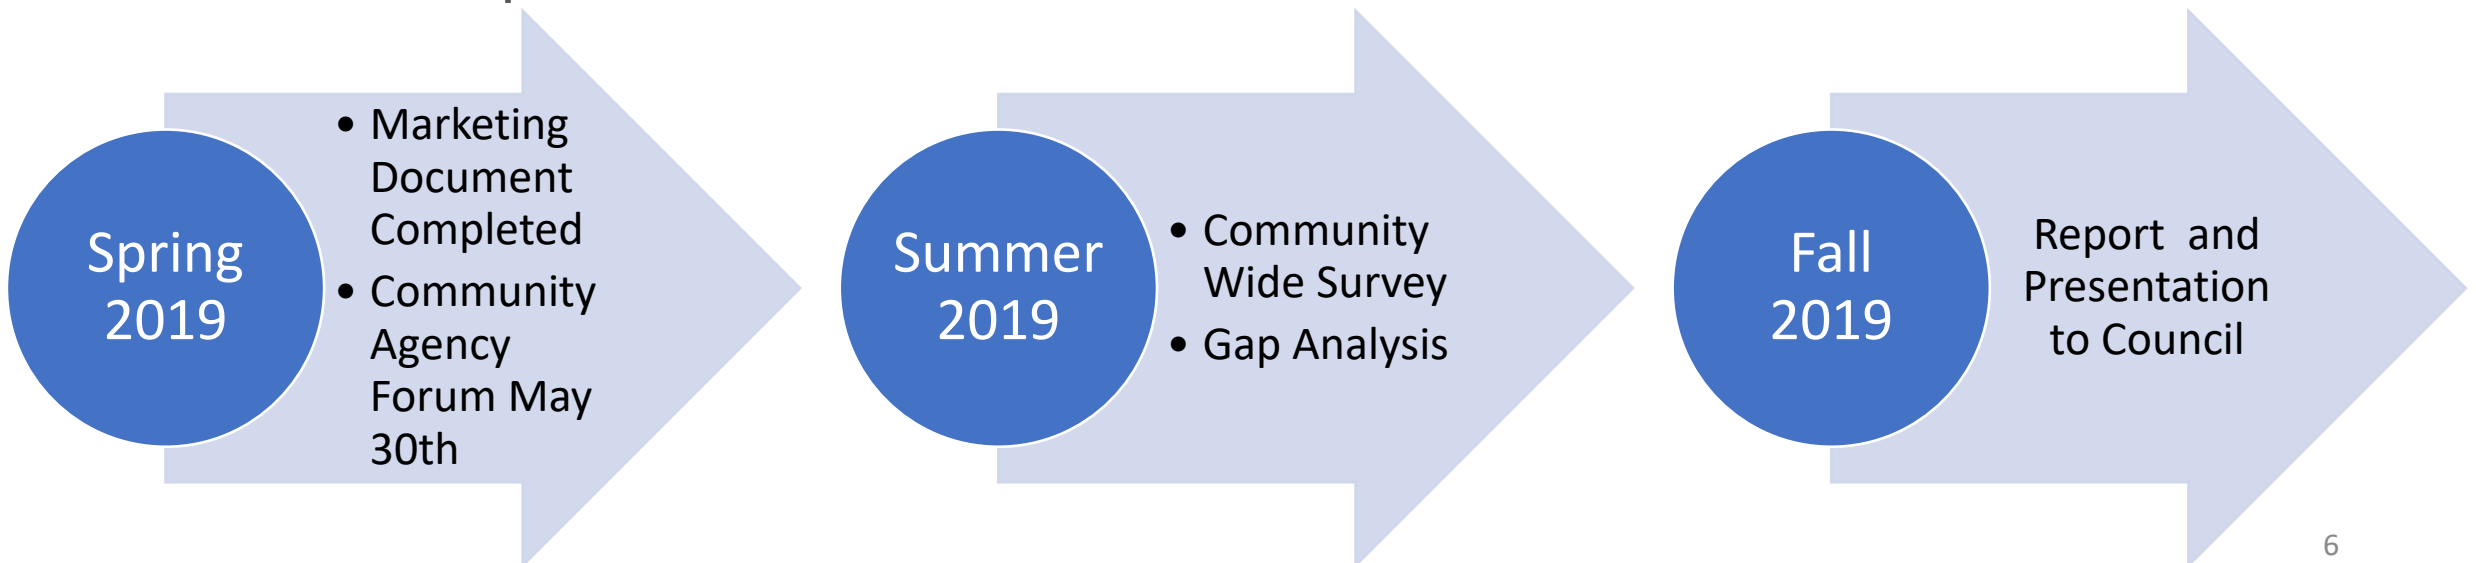 Spring
2019
• Marketing
Document
Completed
• Community
Agency
Forum May
30th
Summer
2019
• Community
Wide Survey
• Gap Analysis
Fall
2019
Report  and
Presentation
to Council
6